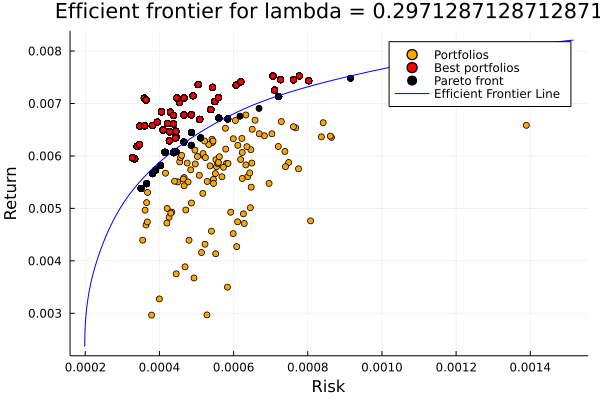 Efficient frontier for lambda = 0.2971287128712871
Portfolios
Best portfolios
Pareto front
Efficient Frontier Line
Return
0.008
0.007
0.006
0.005
0.004
0.003
0.0002 0.0004 0.0006 0.0008 0.0010 0.0012 0.0014
Risk